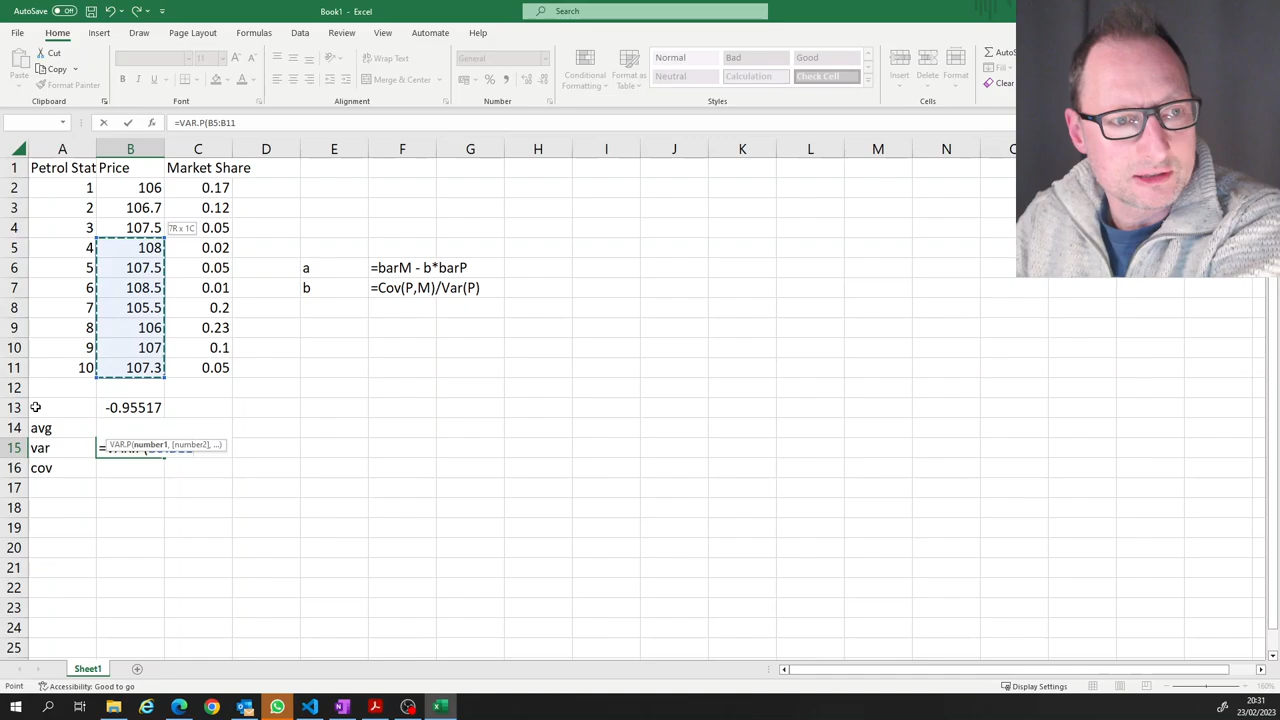 AutoSave Off Book1 - Excel Search
File Home Insert Draw Page Layout Formulas Data Review View Automate Help
Paste Cut Copy Format Painter
B I U A 11 A A A
Wrap Text Merge & Center
General % 9
Conditional Formatting Format as Table
Normal Bad Good
Neutral Calculation Check Cell
Insert Delete Format
Fill Clear
Clipboard Font Alignment Number Styles Cells
fx =VAR.P(B5:B11
A B C D E F G H I J K L M N
1 Petrol Stat Price Market Share
2 1 106 0.17
3 2 106.7 0.12
4 3 107.5 7R x 1C 0.05
5 4 108 0.02
6 5 107.5 0.05 a =barM - b*barP
7 6 108.5 0.01 b =Cov(P,M)/Var(P)
8 7 105.5 0.2
9 8 106 0.23
10 9 107 0.1
11 10 107.3 0.05
12
13 -0.95517
14 avg
15 var VAR.P(number1, [number2], ...)
16 cov
17
18
19
20
21
22
23
24
25
Sheet1
Point Accessibility: Good to go Display Settings 160%
20:31
23/02/2023